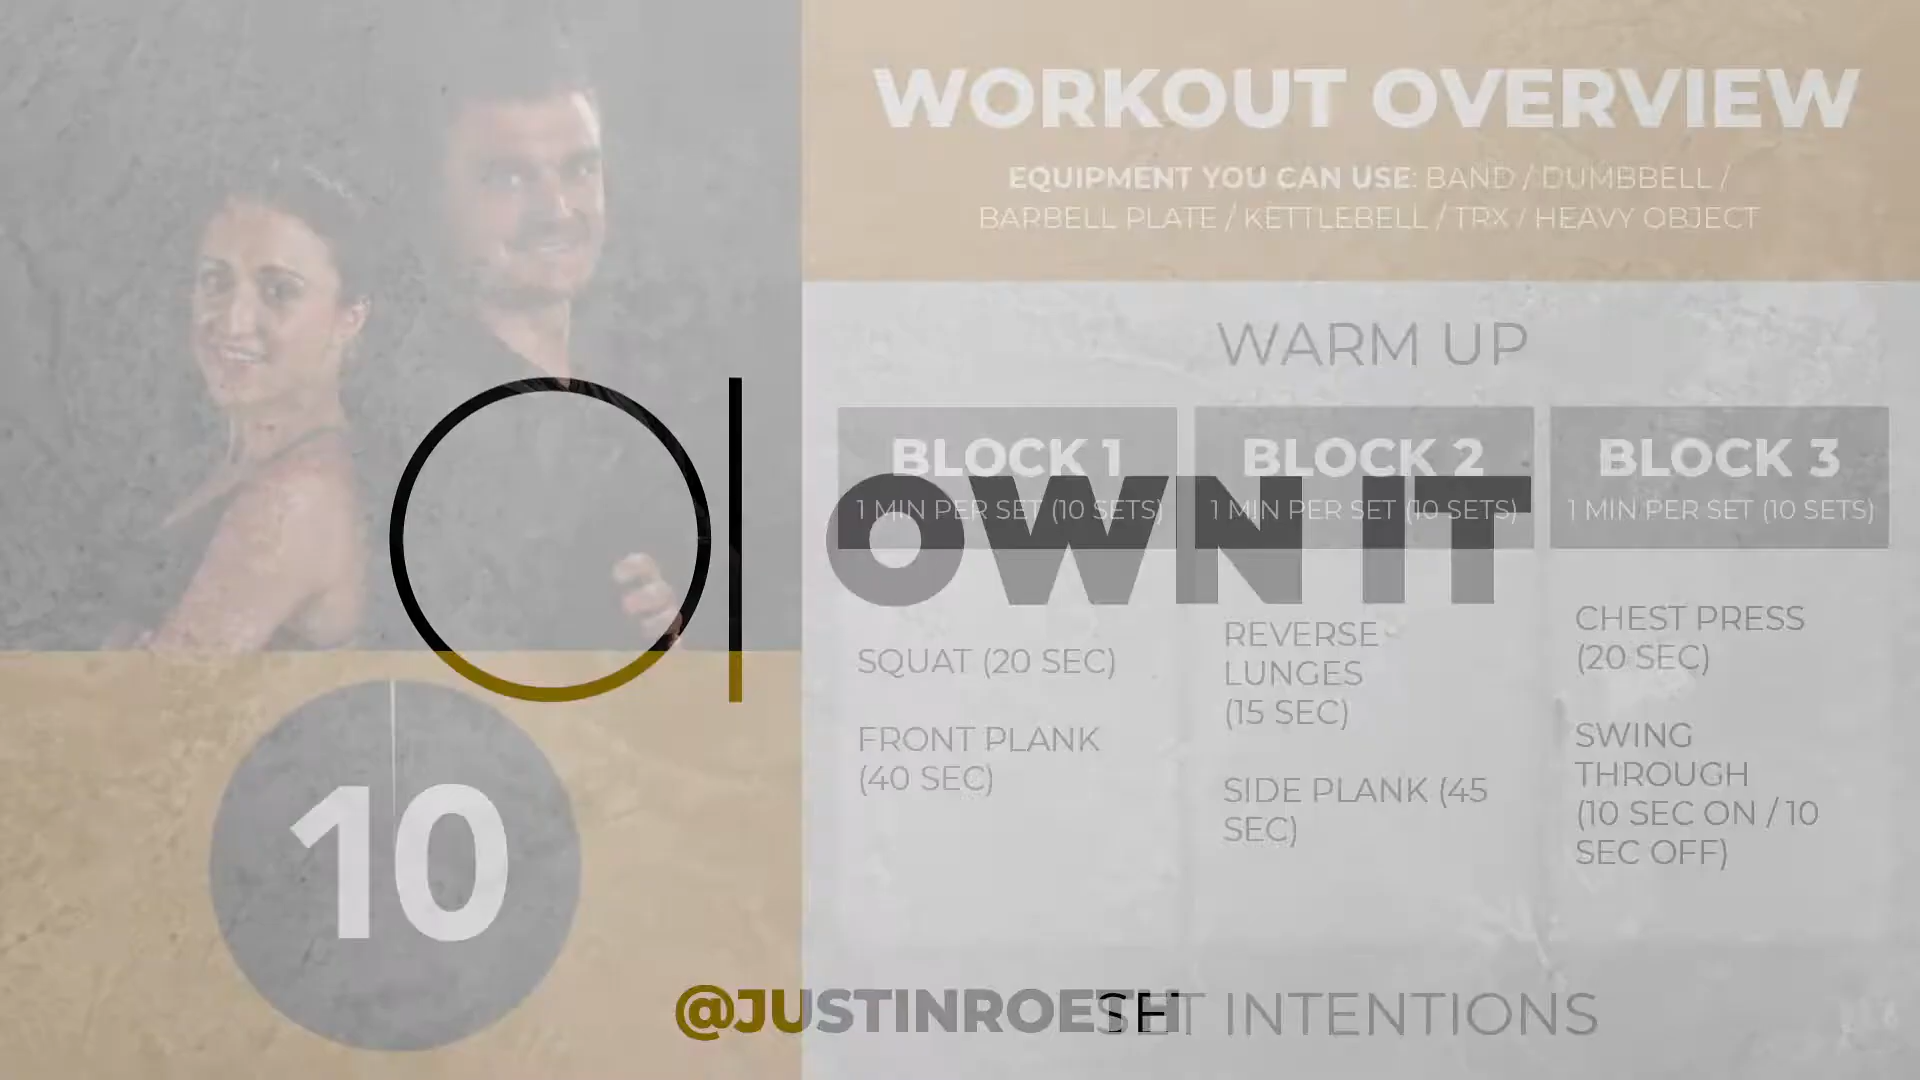 WORKOUT OVERVIEW
EQUIPMENT YOU CAN USE: BAND / DUMBBELL /
BARBELL PLATE / KETTLEBELL / TRX / HEAVY OBJECT
WARM UP
BLOCK 1
1 MIN PER SET (10 SETS)
SQUAT (20 SEC)
FRONT PLANK
(40 SEC)
BLOCK 2
1 MIN PER SET (10 SETS)
REVERSE
LUNGES
(15 SEC)
SIDE PLANK (45
SEC)
BLOCK 3
1 MIN PER SET (10 SETS)
CHEST PRESS
(20 SEC)
SWING
THROUGH
(10 SEC ON / 10
SEC OFF)
OWN IT
10
@JUSTINROETH
SET INTENTIONS